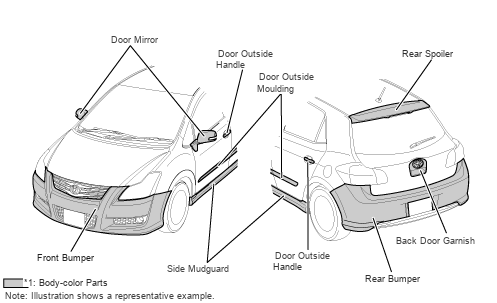 Door Mirror
Door Outside
Handle
Door Outside
Moulding
Rear Spoiler
Front Bumper
Side Mudguard
Door Outside
Handle
Back Door Garnish
Rear Bumper
*1: Body-color Parts
Note: Illustration shows a representative example.